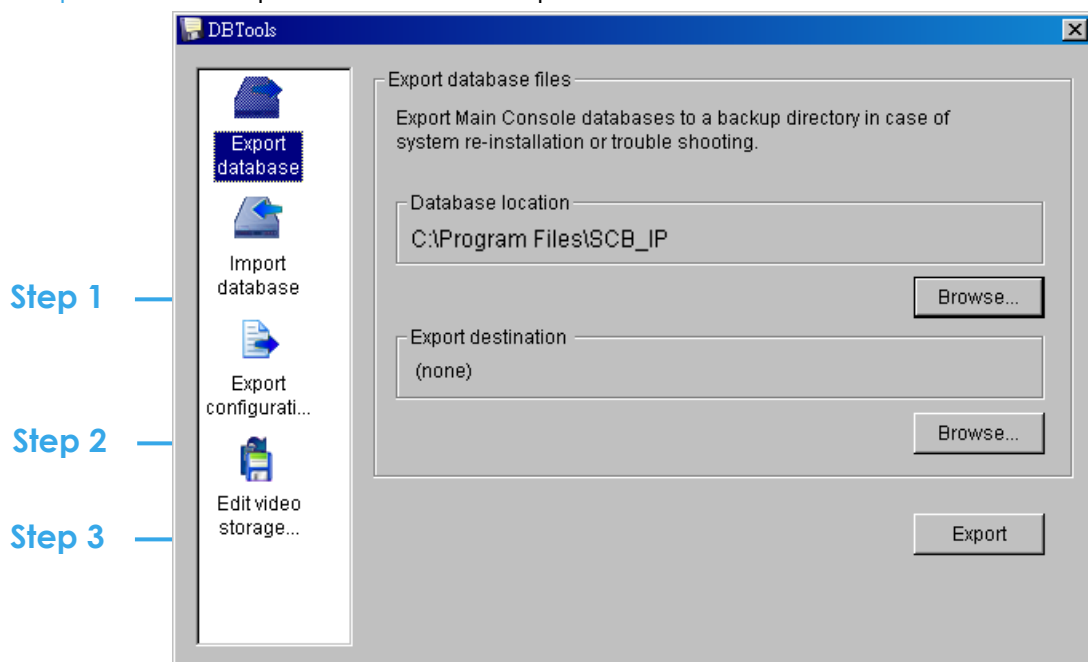 DBTools
Export
database
Import
database
Export
configurati...
Edit video
storage...
Export database files
Export Main Console databases to a backup directory in case of
system re-installation or trouble shooting.
Database location
C:\Program Files\SCB_IP
Browse...
Export destination
(none)
Browse...
Export
Step 1
Step 2
Step 3